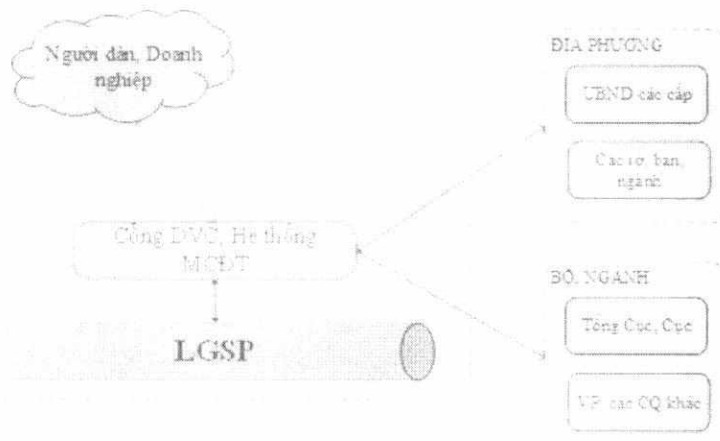 Người dân, Doanh
nghiệp
ĐỊA PHƯƠNG
UBND các cấp
Các sở, ban,
ngành
Cổng DVC, Hệ thống
MCĐT
LGSP
BỘ, NGÀNH
Tổng Cục, Cục
VP, các CQ khác